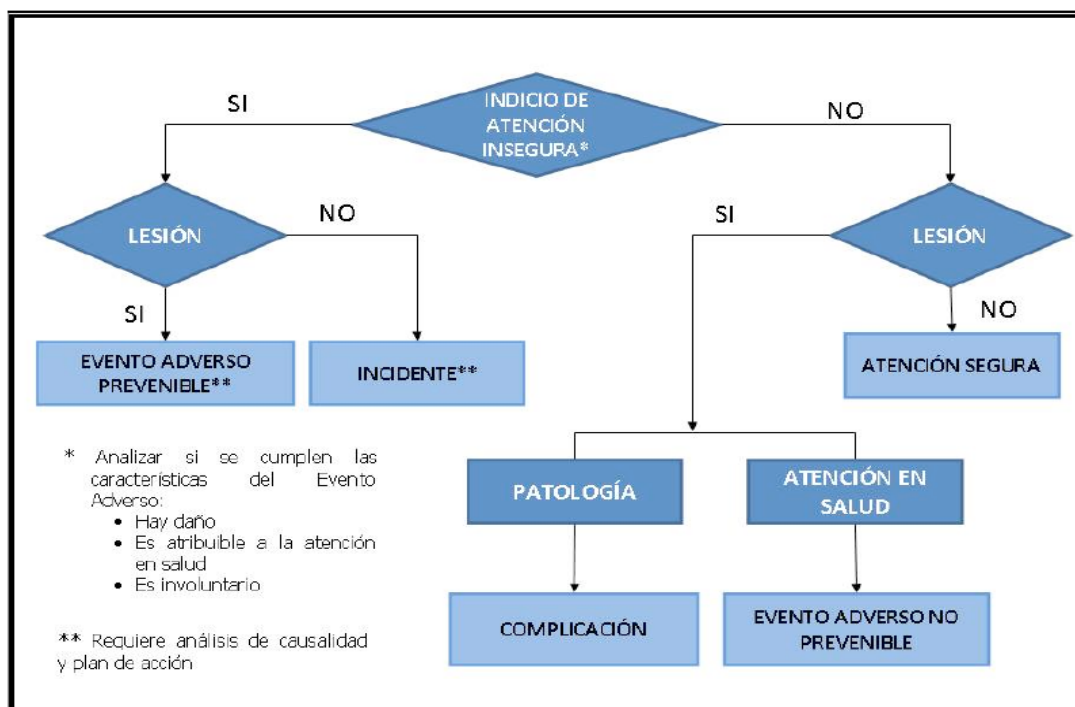 INDICIO DE
ATENCIÓN
INSEGURA*
SI
NO
LESIÓN
NO
SI
LESIÓN
SI
NO
EVENTO ADVERSO
PREVENIBLE**
INCIDENTE**
ATENCIÓN SEGURA
* Analizar si se cumplen las
características del Evento
Adverso:
• Hay daño
• Es atribuible a la atención
en salud
• Es involuntario
** Requiere análisis de causalidad
y plan de acción
PATOLOGÍA
ATENCIÓN EN
SALUD
COMPLICACIÓN
EVENTO ADVERSO NO
PREVENIBLE